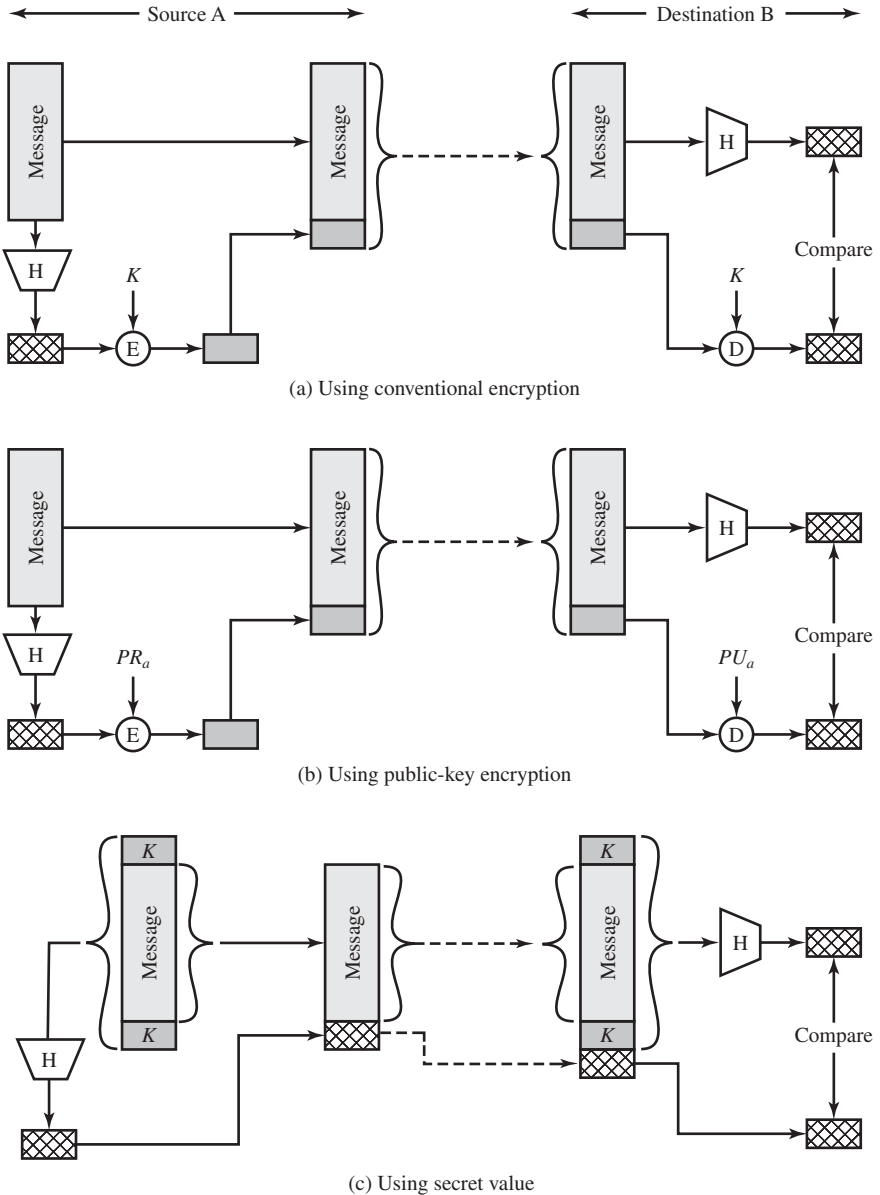 Source A
Destination B
Message
Message
Message
H
H
Compare
K
K
E
D
(a) Using conventional encryption
Message
Message
Message
H
H
Compare
PRa
PUa
E
D
(b) Using public-key encryption
K
K
Message
Message
Message
H
K
K
H
Compare
(c) Using secret value